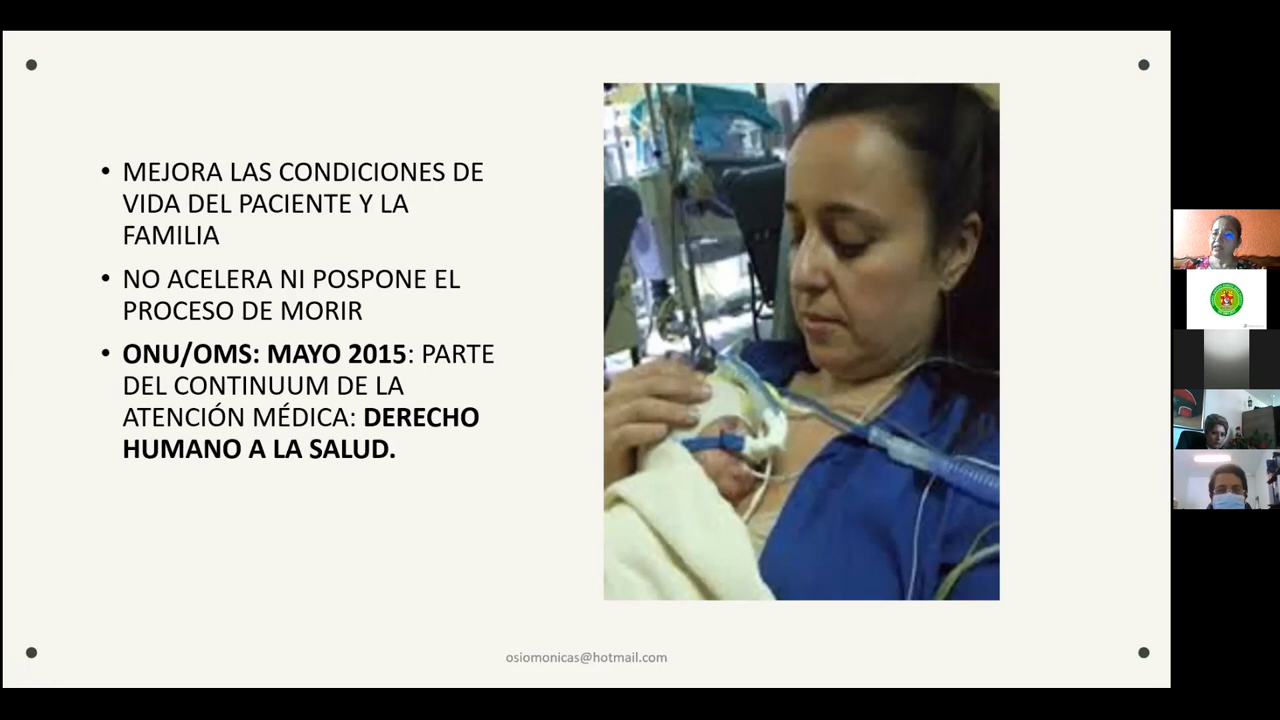 • MEJORA LAS CONDICIONES DE
VIDA DEL PACIENTE Y LA
FAMILIA
• NO ACELERA NI POSPONE EL
PROCESO DE MORIR
• ONU/OMS: MAYO 2015: PARTE
DEL CONTINUUM DE LA
ATENCIÓN MÉDICA: DERECHO
HUMANO A LA SALUD.
osiomonicas@hotmail.com